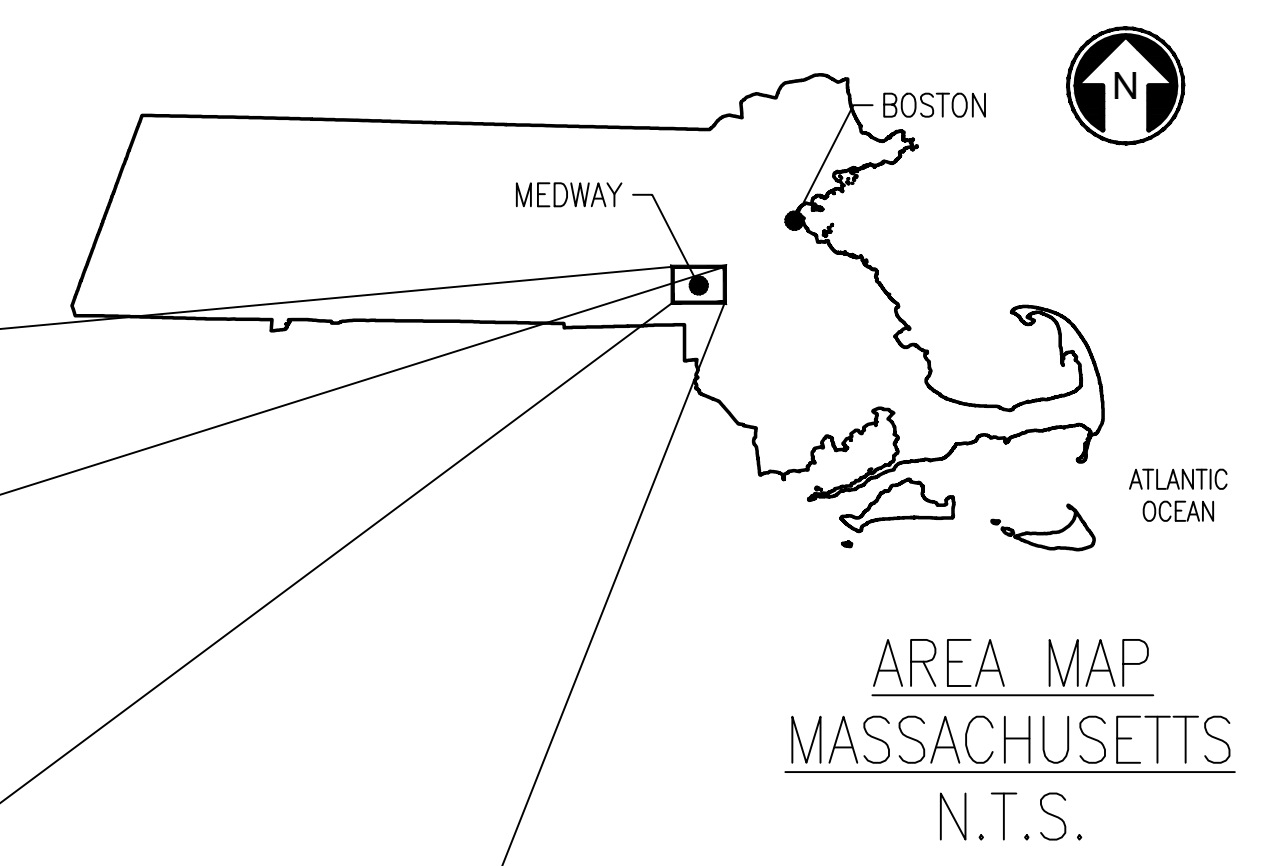 N
BOSTON
MEDWAY
ATLANTIC
OCEAN
AREA MAP
MASSACHUSETTS
N.T.S.